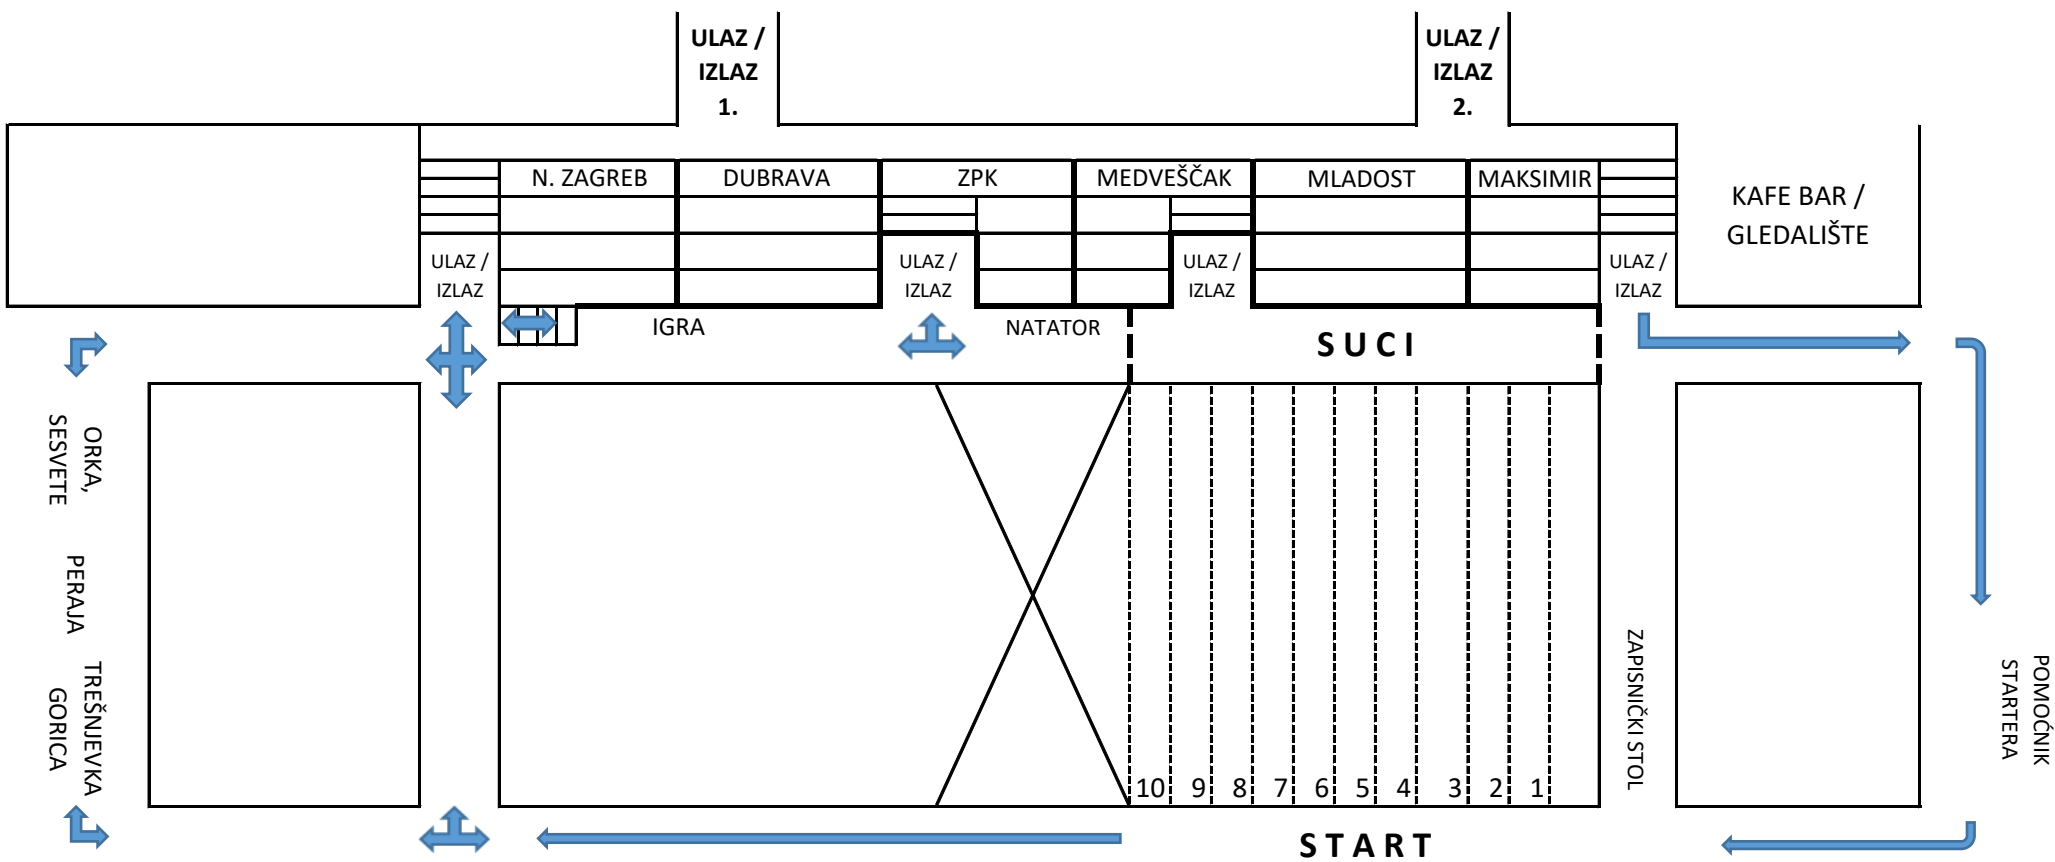 ULAZ /
IZLAZ
1.
ULAZ /
IZLAZ
2.
N. ZAGREB
DUBRAVA
ZPK
MEDVEŠČAK
MLADOST
MAKSIMIR
KAFE BAR /
GLEDALIŠTE
ULAZ /
IZLAZ
ULAZ /
IZLAZ
ULAZ /
IZLAZ
ULAZ /
IZLAZ
IGRA
NATATOR
SUCI
ORKA,
SESVETE
PERAJA
TREŠNJEVKA
GORICA
ZAPISNIČKI STOL
POMOĆNIK
STARTERA
10 9 8 7 6 5 4 3 2 1
START